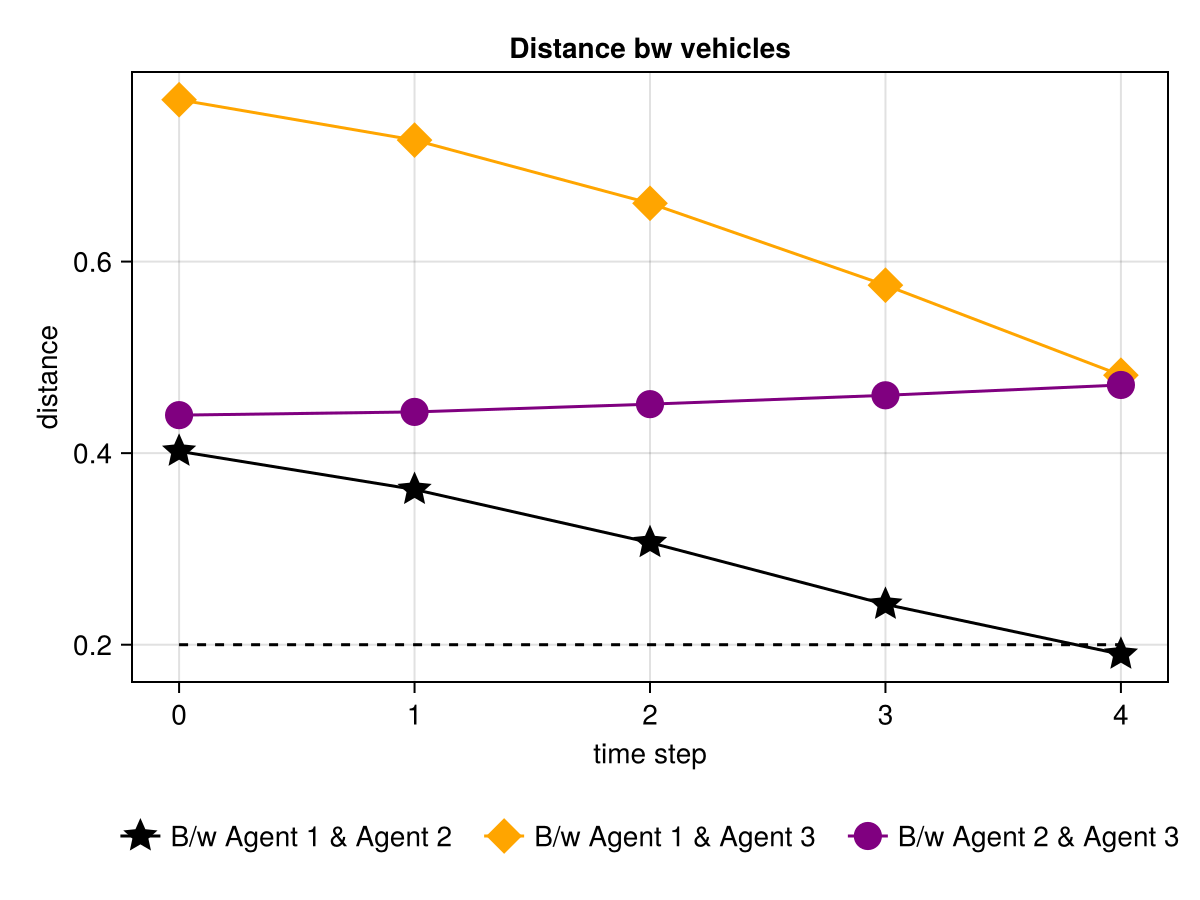 Distance bw vehicles
distance
0.6
0.4
0.2
0 1 2 3 4
time step
B/w Agent 1 & Agent 2 B/w Agent 1 & Agent 3 B/w Agent 2 & Agent 3